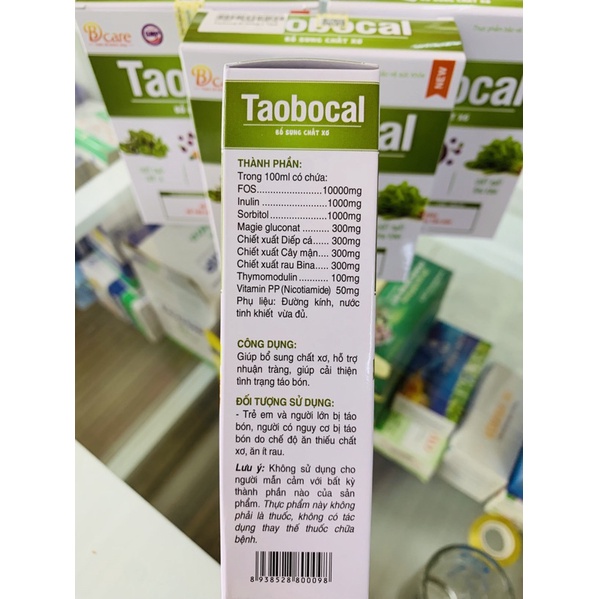 Bcare
NEW
Taobocal
BỔ SUNG CHẤT XƠ
THÀNH PHẦN:
Trong 100ml có chứa:
FOS....................10000mg
Inulin ..................1000mg
Sorbitol ...............1000mg
Magie gluconat ......... 300mg
Chiết xuất Diếp cá...... 300mg
Chiết xuất Cây mận.... 300mg
Chiết xuất rau Bina..... 300mg
Thymomodulin ......... 100mg
Vitamin PP (Nicotiamide) 50mg
Phụ liệu: Đường kính, nước
tinh khiết vừa đủ.
CÔNG DỤNG:
Giúp bổ sung chất xơ, hỗ trợ
nhuận tràng, giúp cải thiện
tình trạng táo bón.
ĐỐI TƯỢNG SỬ DỤNG:
- Trẻ em và người lớn bị táo
bón, người có nguy cơ bị táo
bón do chế độ ăn thiếu chất
xơ, ăn ít rau.
Lưu ý: Không sử dụng cho
người mẫn cảm với bất kỳ
thành phần nào của sản
phẩm. Thực phẩm này không
phải là thuốc, không có tác
dụng thay thế thuốc chữa
bệnh.
8 938528 800098